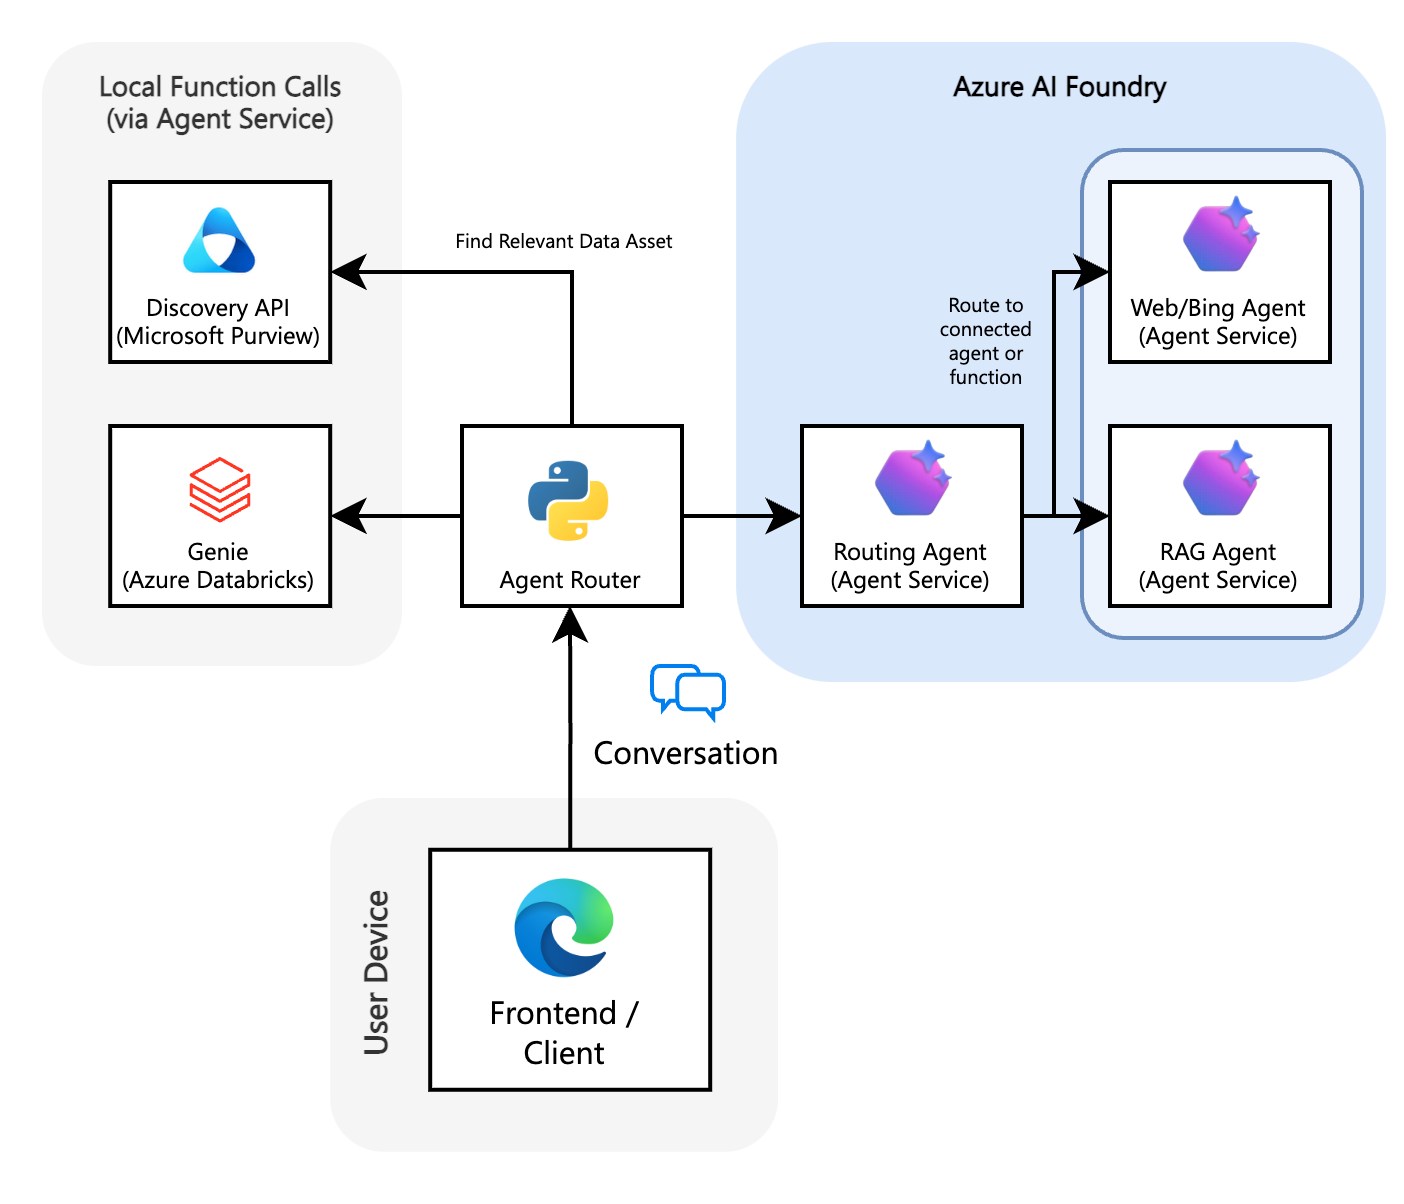 Local Function Calls
(via Agent Service)
Discovery API
(Microsoft Purview)
Genie
(Azure Databricks)
Find Relevant Data Asset
Agent Router
Azure AI Foundry
Route to
connected
agent or
function
Web/Bing Agent
(Agent Service)
Routing Agent
(Agent Service)
RAG Agent
(Agent Service)
Conversation
User Device
Frontend /
Client